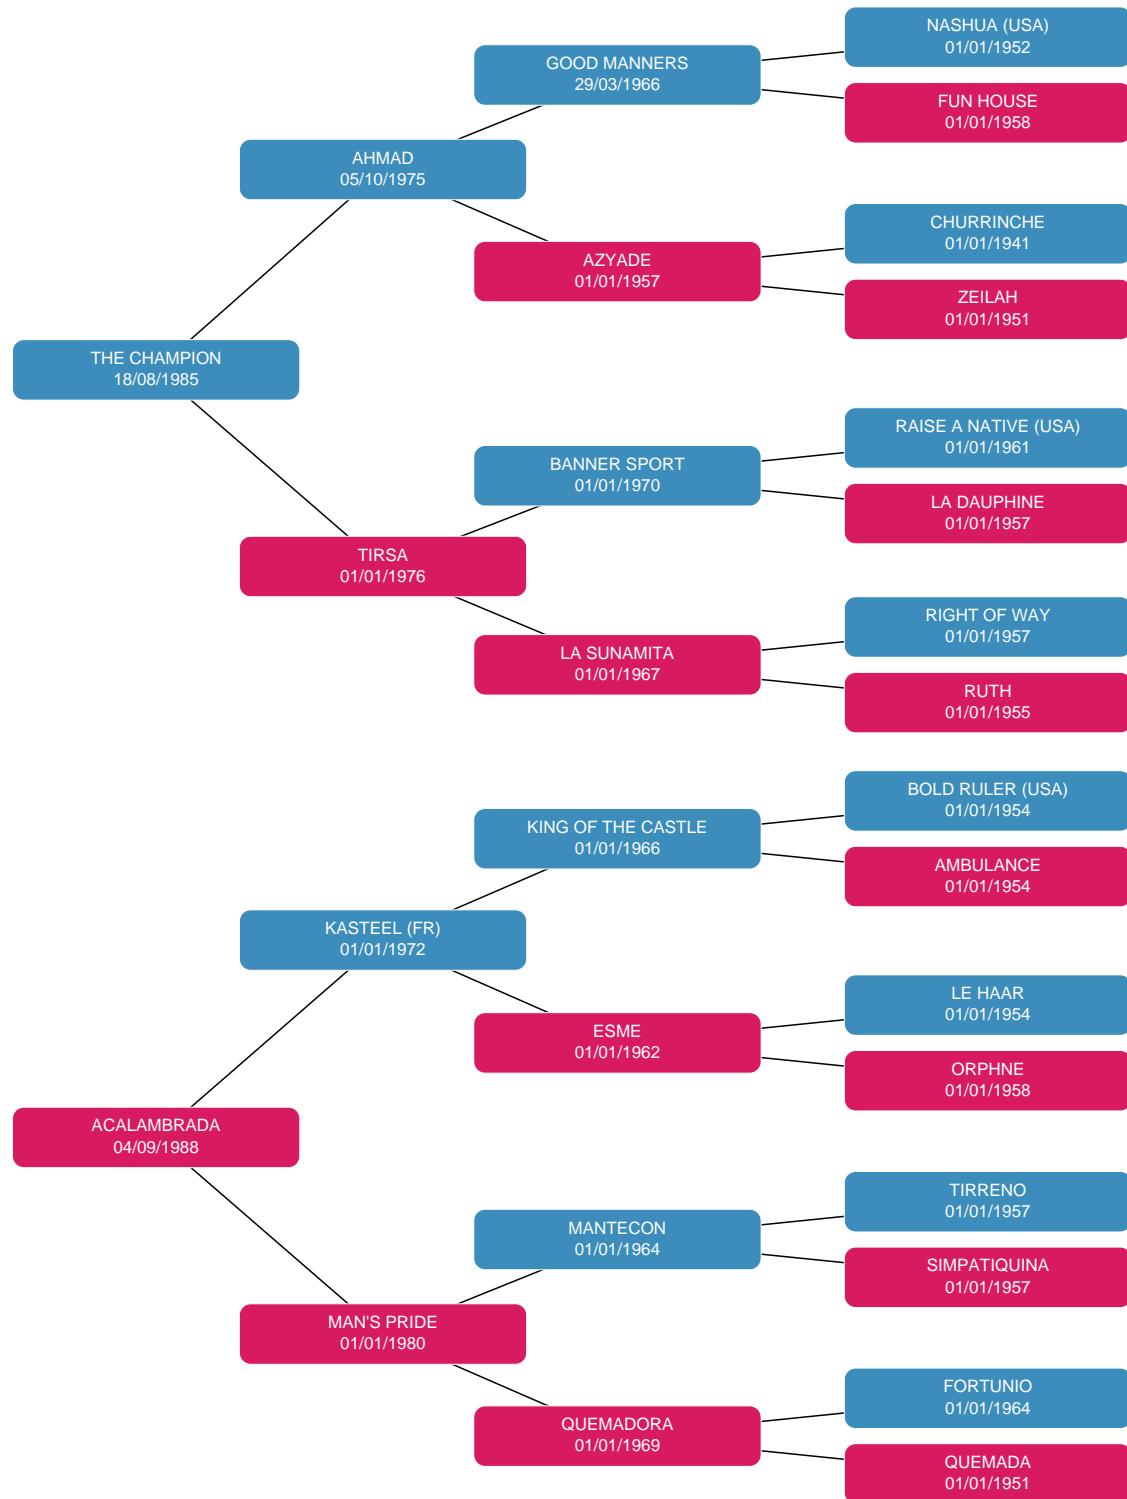 NASHUA (USA)
01/01/1952
GOOD MANNERS
29/03/1966
FUN HOUSE
01/01/1958
AHMAD
05/10/1975
CHURRINCHE
01/01/1941
AZYADE
01/01/1957
ZEILAH
01/01/1951
THE CHAMPION
18/08/1985
RAISE A NATIVE (USA)
01/01/1961
BANNER SPORT
01/01/1970
LA DAUPHINE
01/01/1957
TIRSA
01/01/1976
RIGHT OF WAY
01/01/1957
LA SUNAMITA
01/01/1967
RUTH
01/01/1955
BOLD RULER (USA)
01/01/1954
KING OF THE CASTLE
01/01/1966
AMBULANCE
01/01/1954
KASTEEL (FR)
01/01/1972
LE HAAR
01/01/1954
ESME
01/01/1962
ORPHNE
01/01/1958
ACALAMBRADA
04/09/1988
TIRRENO
01/01/1957
MANTECON
01/01/1964
SIMPATIQUINA
01/01/1957
MAN'S PRIDE
01/01/1980
FORTUNIO
01/01/1964
QUEMADORA
01/01/1969
QUEMADA
01/01/1951